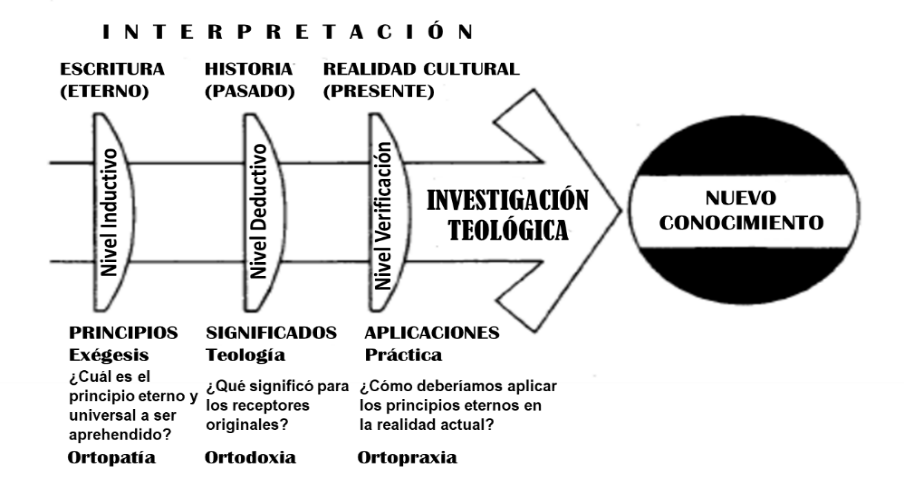 INTERPRETACIÓN
ESCRITURA
(ETERNO)
HISTORIA
(PASADO)
REALIDAD CULTURAL
(PRESENTE)
Nivel Inductivo
Nivel Deductivo
Nivel Verificación
INVESTIGACIÓN
TEOLÓGICA
NUEVO
CONOCIMIENTO
PRINCIPIOS
Exégesis
¿Cuál es el
principio eterno y
universal a ser
aprehendido?
Ortopatía
SIGNIFICADOS
Teología
¿Qué significó para
los receptores
originales?
Ortodoxia
APLICACIONES
Práctica
¿Cómo deberíamos aplicar
los principios eternos en
la realidad actual?
Ortopraxia